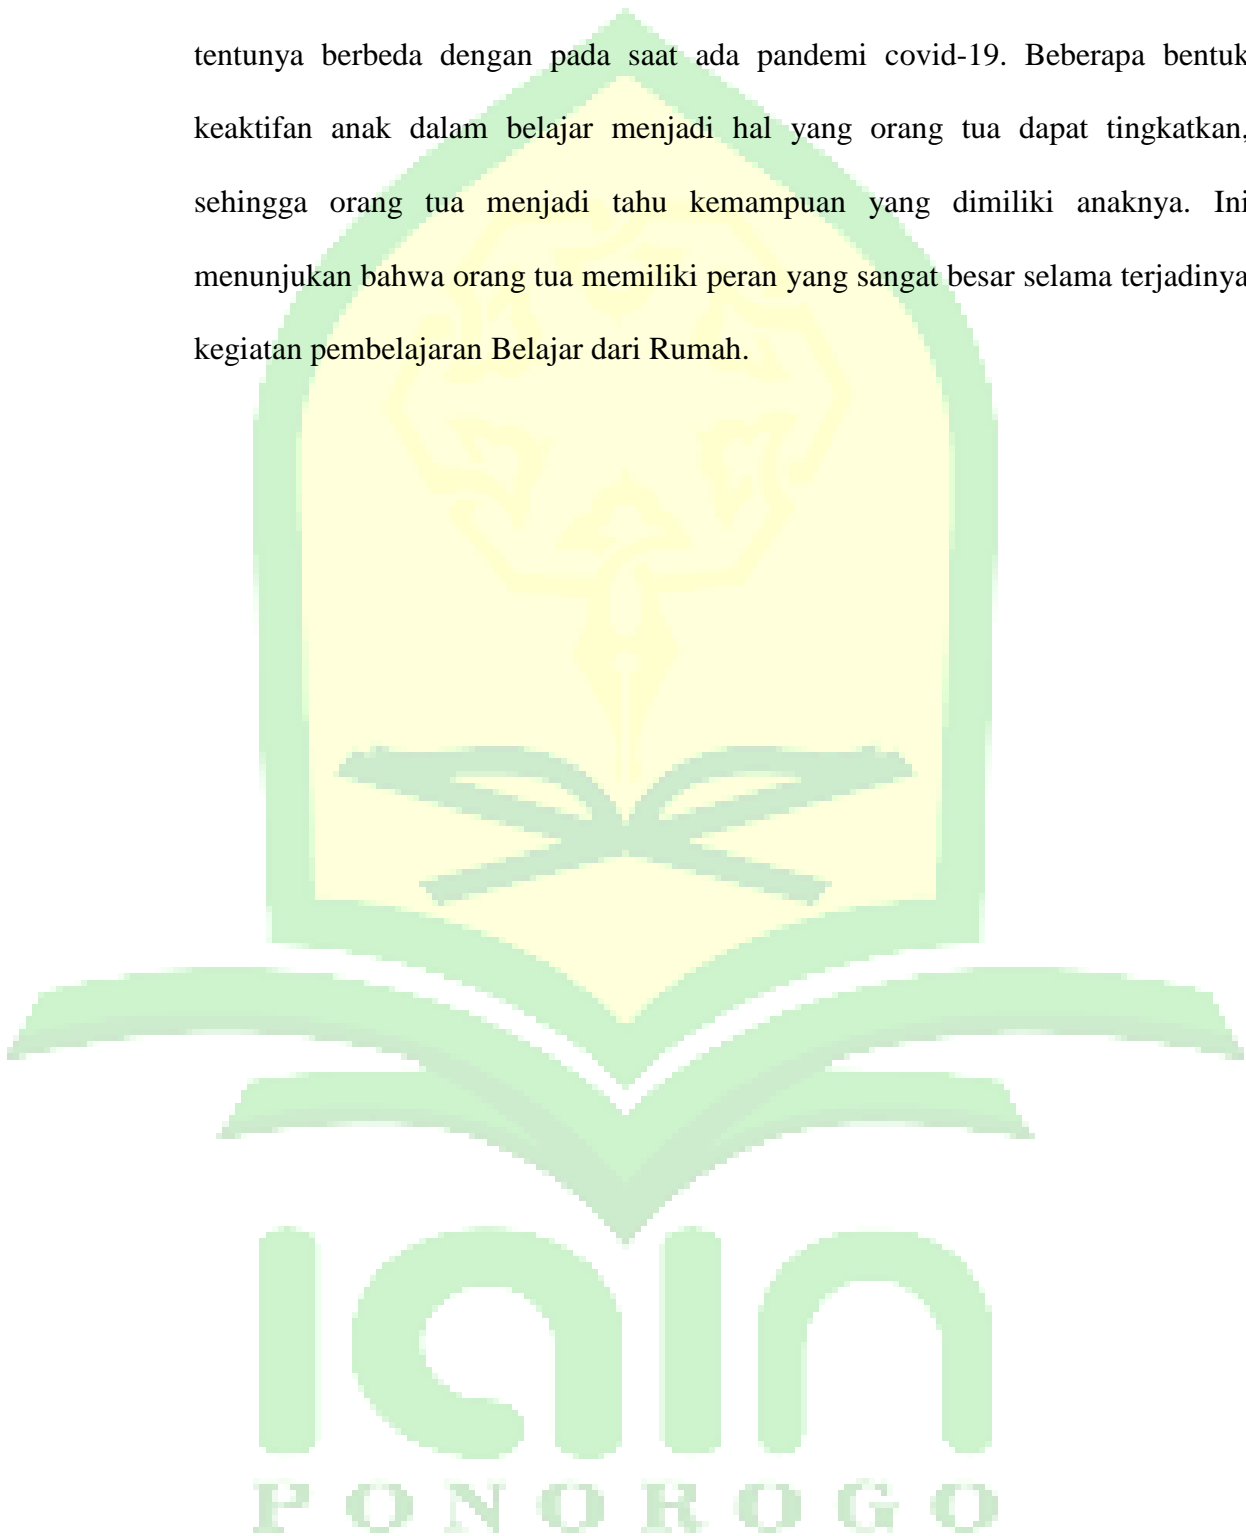 tentunya berbeda dengan pada saat ada pandemi covid-19. Beberapa bentuk
keaktifan anak dalam belajar menjadi hal yang orang tua dapat tingkatkan,
sehingga orang tua menjadi tahu kemampuan yang dimiliki anaknya. Ini
menunjukan bahwa orang tua memiliki peran yang sangat besar selama terjadinya
kegiatan pembelajaran Belajar dari Rumah.
iain
PONOROGO